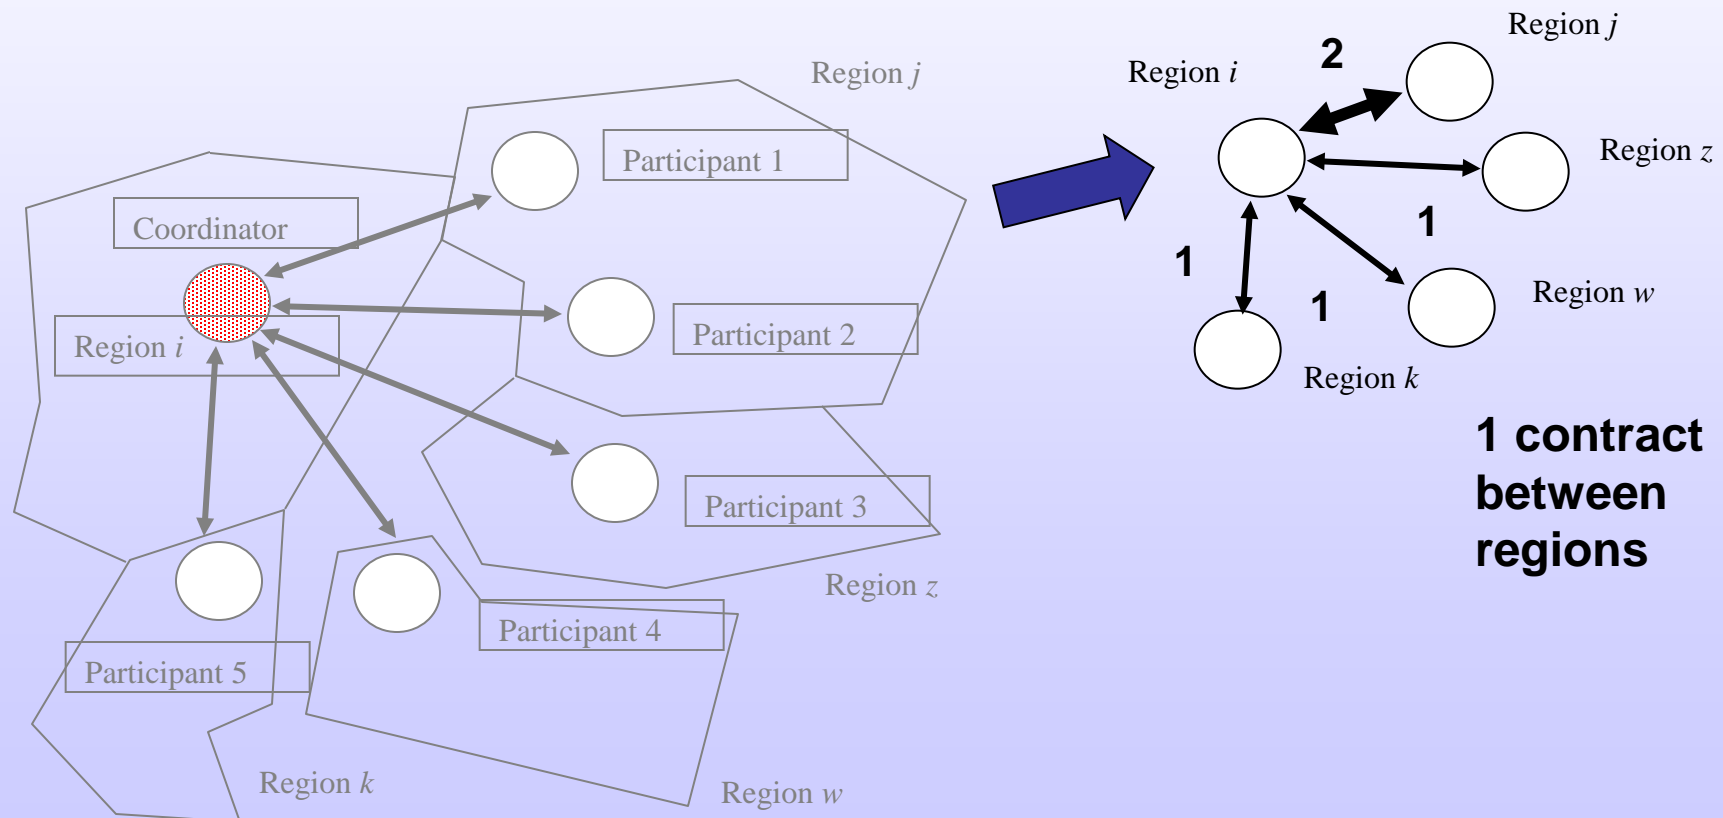 Region j
Participant 1
Coordinator
Region i
Participant 2
Participant 3
Region z
Participant 4
Participant 5
Region k
Region w
Region j
2
Region i
Region z
1
1
1
Region w
Region k
1 contract
between
regions